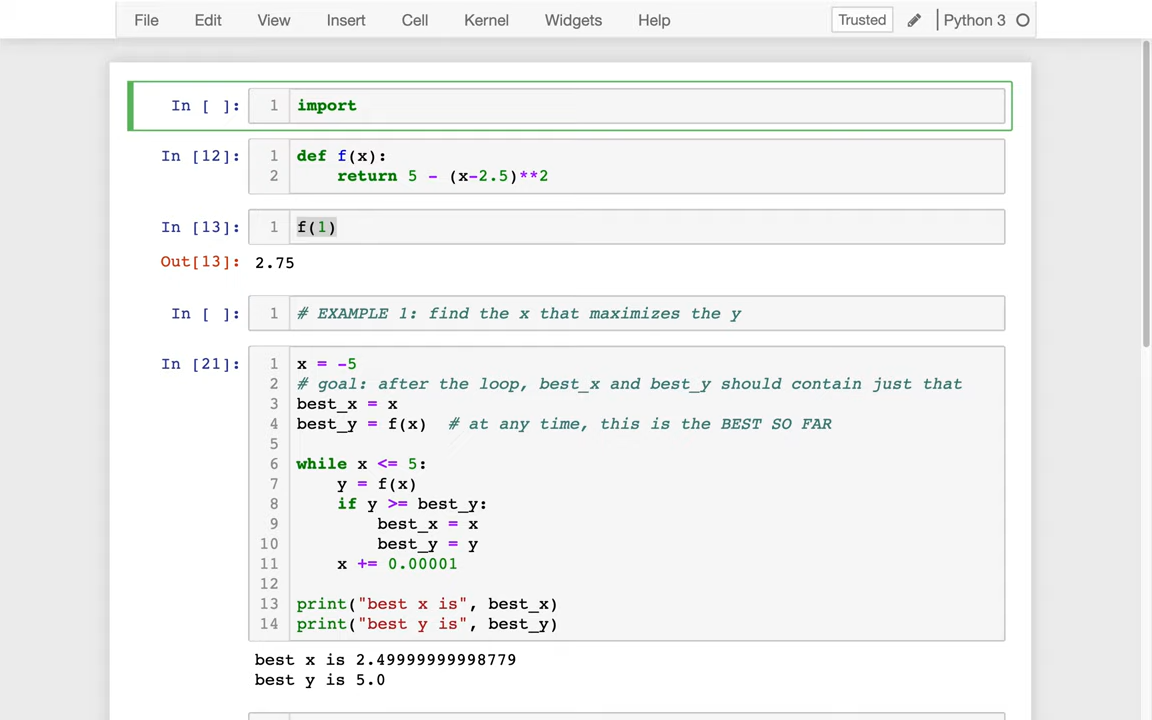 File Edit View Insert Cell Kernel Widgets Help Trusted Python 3
In [ ]: 1 import
In [12]: 1 def f(x):
2     return 5 - (x-2.5)**2
In [13]: 1 f(1)
Out[13]: 2.75
In [ ]: 1 # EXAMPLE 1: find the x that maximizes the y
In [21]: 1 x = -5
2 # goal: after the loop, best_x and best_y should contain just that
3 best_x = x
4 best_y = f(x)  # at any time, this is the BEST SO FAR
5
6 while x <= 5:
7     y = f(x)
8     if y >= best_y:
9         best_x = x
10         best_y = y
11     x += 0.00001
12
13 print("best x is", best_x)
14 print("best y is", best_y)
best x is 2.49999999998779
best y is 5.0